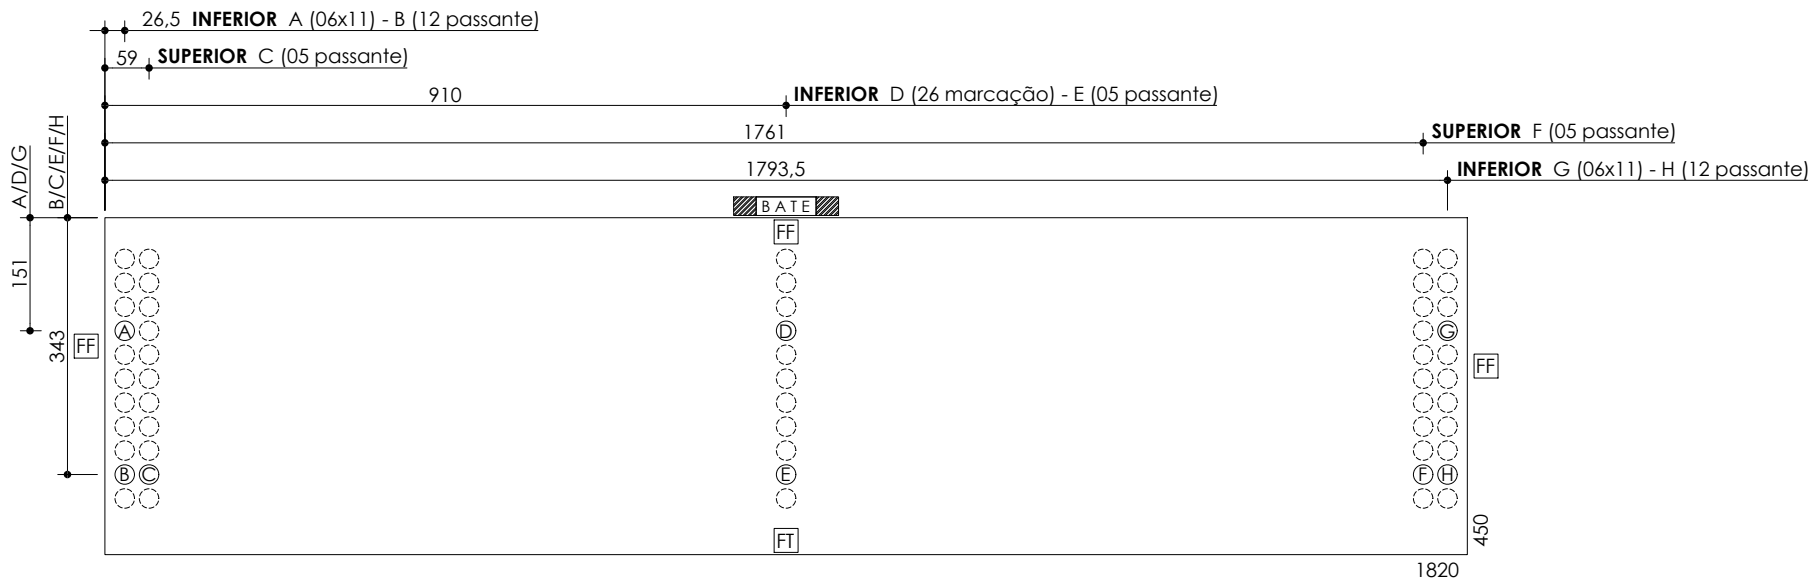 26,5 INFERIOR A (06x11) - B (12 passante)
59 SUPERIOR C (05 passante)
910 INFERIOR D (26 marcação) - E (05 passante)
1761 SUPERIOR F (05 passante)
1793,5 INFERIOR G (06x11) - H (12 passante)
A/D/G
B/C/E/F/H
BATE
FF
151
A
D
G
343
FF
FF
B
C
E
F
H
450
FT
1820